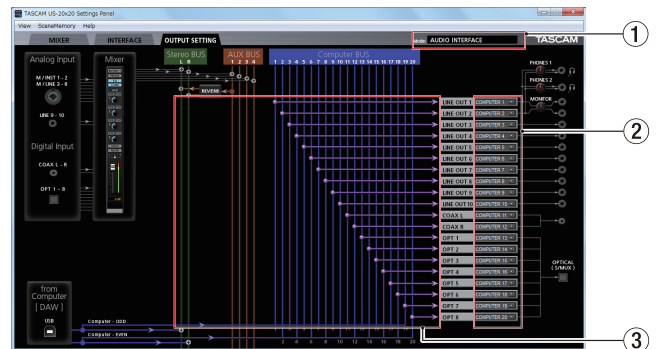 TASCAM US-20x20 Settings Panel
View SceneMemory Help
MIXER INTERFACE OUTPUT SETTING
Mode AUDIO INTERFACE TASCAM
1
Analog Input Mixer Stereo BUS AUX BUS Computer BUS
L R 1 2 3 4 1 2 3 4 5 6 7 8 9 10 11 12 13 14 15 16 17 18 19 20
M/INST 1 - 2
M/LINE 3 - 8
LINE 9 - 10
Digital Input
COAX L - R
OPT 1 - 8
REVERB
PHONES 1
PHONES 2
MONITOR
LINE OUT 1 COMPUTER 1
LINE OUT 2 COMPUTER 2
2
LINE OUT 3 COMPUTER 3
LINE OUT 4 COMPUTER 4
LINE OUT 5 COMPUTER 5
LINE OUT 6 COMPUTER 6
LINE OUT 7 COMPUTER 7
LINE OUT 8 COMPUTER 8
LINE OUT 9 COMPUTER 9
LINE OUT 10 COMPUTER 10
COAX L COMPUTER 11
COAX R COMPUTER 12
OPT 1 COMPUTER 13
OPT 2 COMPUTER 14
OPT 3 COMPUTER 15
OPT 4 COMPUTER 16
OPT 5 COMPUTER 17
OPT 6 COMPUTER 18
OPT 7 COMPUTER 19
OPT 8 COMPUTER 20
OPTICAL
( S/MUX )
from
Computer
[ DAW ]
USB
Computer - ODD
Computer - EVEN
3
2 4 6 8 10 12 14 16 18 20